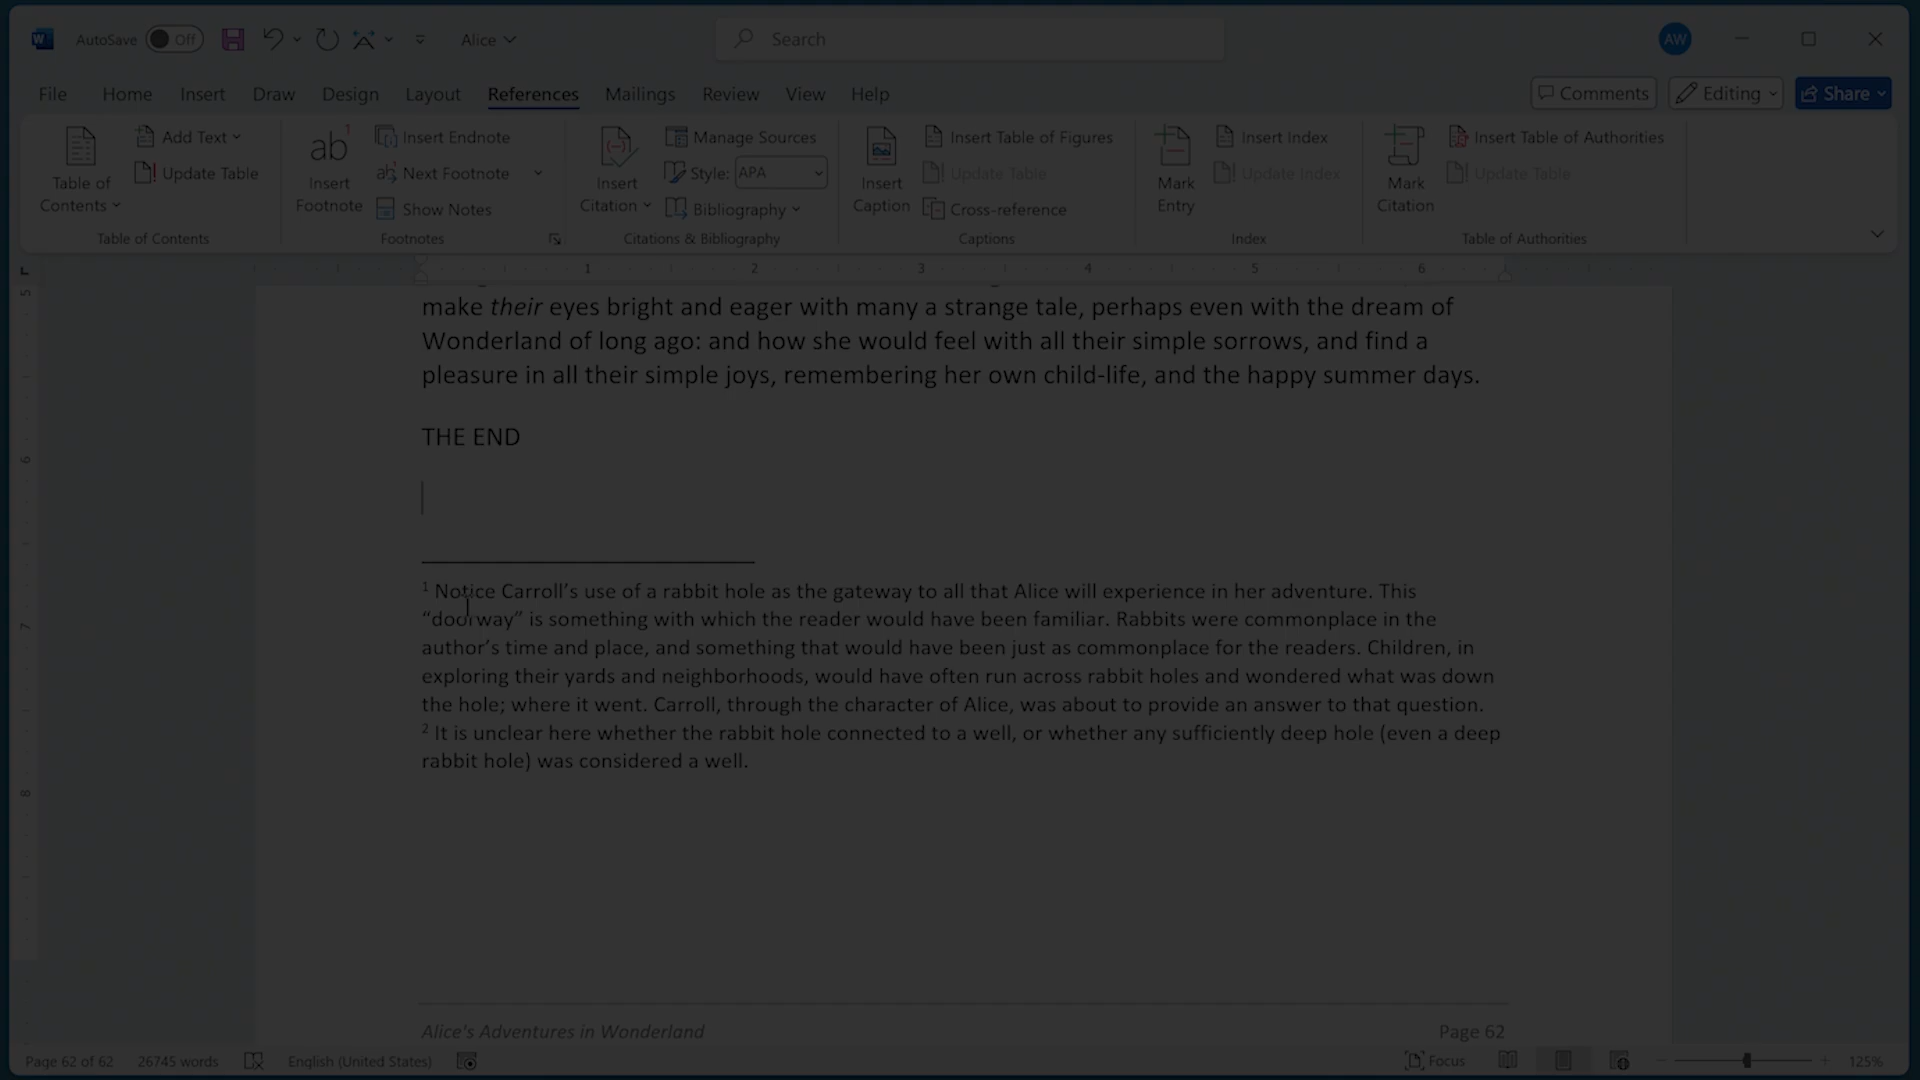 AutoSave Off Alice Search AW
File Home Insert Draw Design Layout References Mailings Review View Help Comments Editing Share
Table of Contents
Add Text
Update Table
Table of Contents
ab 1
Insert Footnote
Insert Endnote
Next Footnote
Show Notes
Footnotes
Insert Citation
Manage Sources
Style: APA
Bibliography
Citations & Bibliography
Insert Caption
Insert Table of Figures
Update Table
Cross-reference
Captions
Mark Entry
Insert Index
Update Index
Index
Mark Citation
Insert Table of Authorities
Update Table
Table of Authorities
1 2 3 4 5 6
5
6
7
8
make their eyes bright and eager with many a strange tale, perhaps even with the dream of
Wonderland of long ago: and how she would feel with all their simple sorrows, and find a
pleasure in all their simple joys, remembering her own child-life, and the happy summer days.
THE END
1 Notice Carroll’s use of a rabbit hole as the gateway to all that Alice will experience in her adventure. This
“doorway” is something with which the reader would have been familiar. Rabbits were commonplace in the
author’s time and place, and something that would have been just as commonplace for the readers. Children, in
exploring their yards and neighborhoods, would have often run across rabbit holes and wondered what was down
the hole; where it went. Carroll, through the character of Alice, was about to provide an answer to that question.
2 It is unclear here whether the rabbit hole connected to a well, or whether any sufficiently deep hole (even a deep
rabbit hole) was considered a well.
Alice's Adventures in Wonderland Page 62
Page 62 of 62 26745 words English (United States) Focus 125%